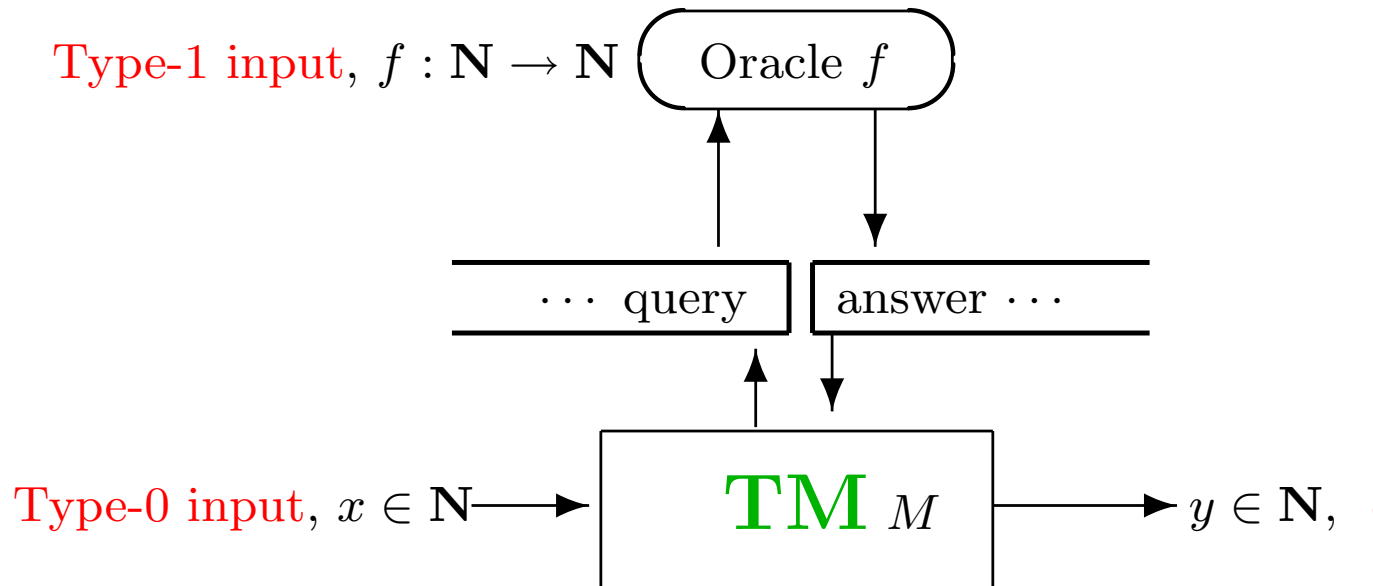 Type-1 input, f : N → N Oracle f
··· query answer ···
Type-0 input, x ∈ N TM M y ∈ N,